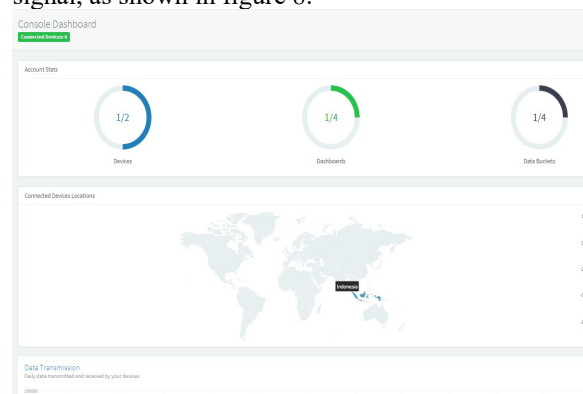 signal, as shown in figure 8.
Console Dashboard
Connected Devices: 0
Account Stats
1/2
1/4
1/4
Devices
Dashboards
Data Buckets
Connected Devices Locations
Indonesia
Data Transmission
Daily data transmitted and received by your devices